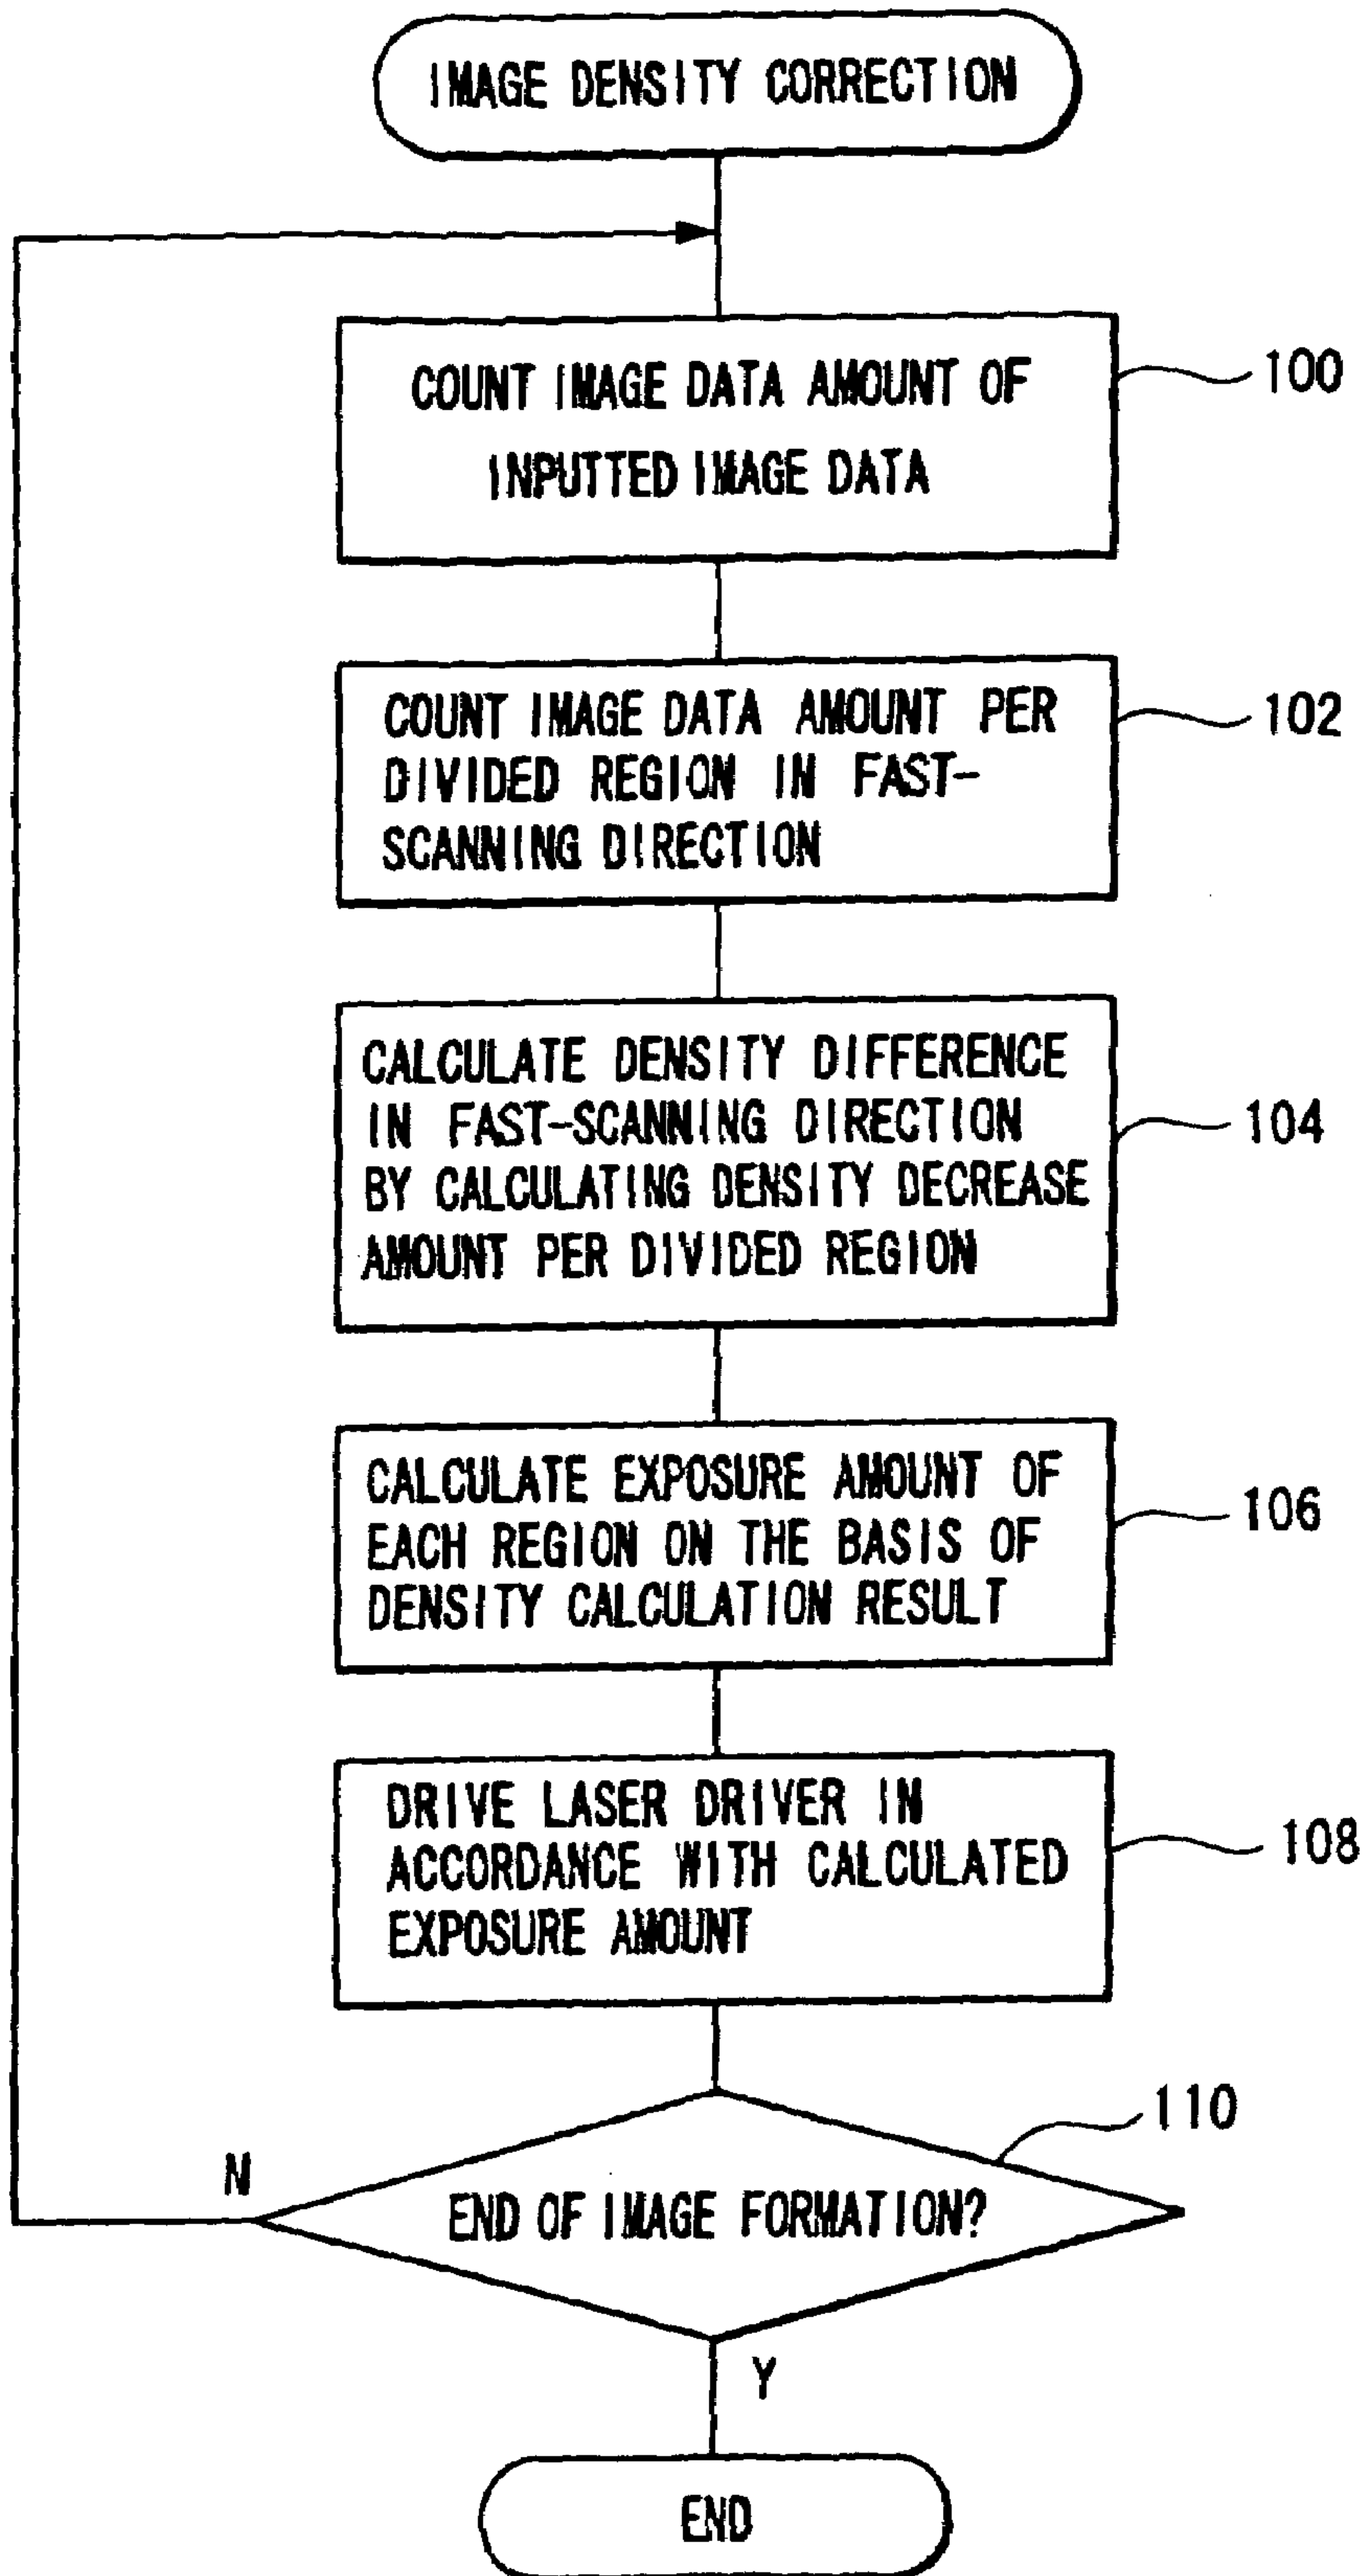 IMAGE DENSITY CORRECTION
COUNT IMAGE DATA AMOUNT OF
INPUTTED IMAGE DATA
100
COUNT IMAGE DATA AMOUNT PER
DIVIDED REGION IN FAST-
SCANNING DIRECTION
102
CALCULATE DENSITY DIFFERENCE
IN FAST-SCANNING DIRECTION
BY CALCULATING DENSITY DECREASE
AMOUNT PER DIVIDED REGION
104
CALCULATE EXPOSURE AMOUNT OF
EACH REGION ON THE BASIS OF
DENSITY CALCULATION RESULT
106
DRIVE LASER DRIVER IN
ACCORDANCE WITH CALCULATED
EXPOSURE AMOUNT
108
110
N
END OF IMAGE FORMATION?
Y
END